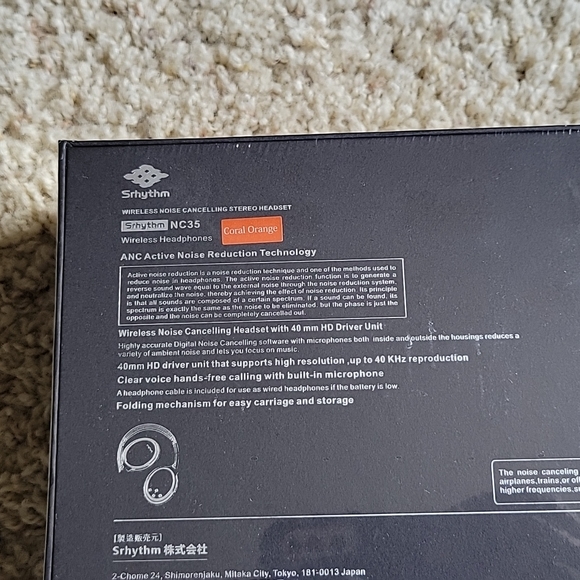 Srhythm
WIRELESS NOISE CANCELLING STEREO HEADSET
Srhythm NC35
Wireless Headphones
Coral Orange
ANC Active Noise Reduction Technology
Active noise reduction is a noise reduction technique and one of the methods used to
reduce noise in headphones. The active noise reduction function is to generate a
reverse sound wave equal to the external noise through the noise reduction system,
and neutralize the noise, thereby achieving the effect of noise reduction. Its principle
is that all sounds are composed of a certain spectrum. If a sound can be found, its
spectrum is exactly the same as the noise to be eliminated, but the phase is just the
opposite and the noise can be completely cancelled out.
Wireless Noise Cancelling Headset with 40 mm HD Driver Unit
Highly accurate Digital Noise Cancelling software with microphones both inside and outside the housings reduces a
variety of ambient noise and lets you focus on music.
40mm HD driver unit that supports high resolution ,up to 40 KHz reproduction
Clear voice hands-free calling with built-in microphone
A headphone cable is included for use as wired headphones if the battery is low
Folding mechanism for easy carriage and storage
The noise canceling
airplanes,trains,or
higher frequencies,
[製造販売元]
Srhythm 株式会社
2-Chome 24, Shimorenjaku, Mitaka City, Tokyo, 181-0013 Japan